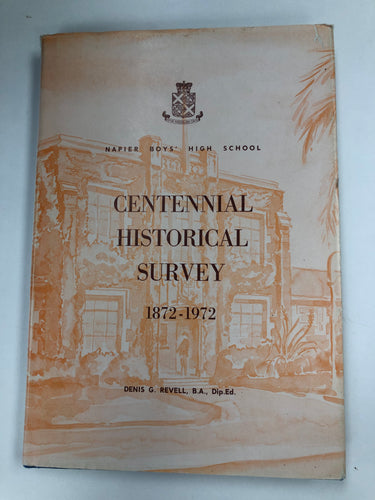 NAPIER BOYS' HIGH SCHOOL
CENTENNIAL
HISTORICAL
SURVEY
1872-1972
DENIS G. REVELL, B.A., Dip.Ed.